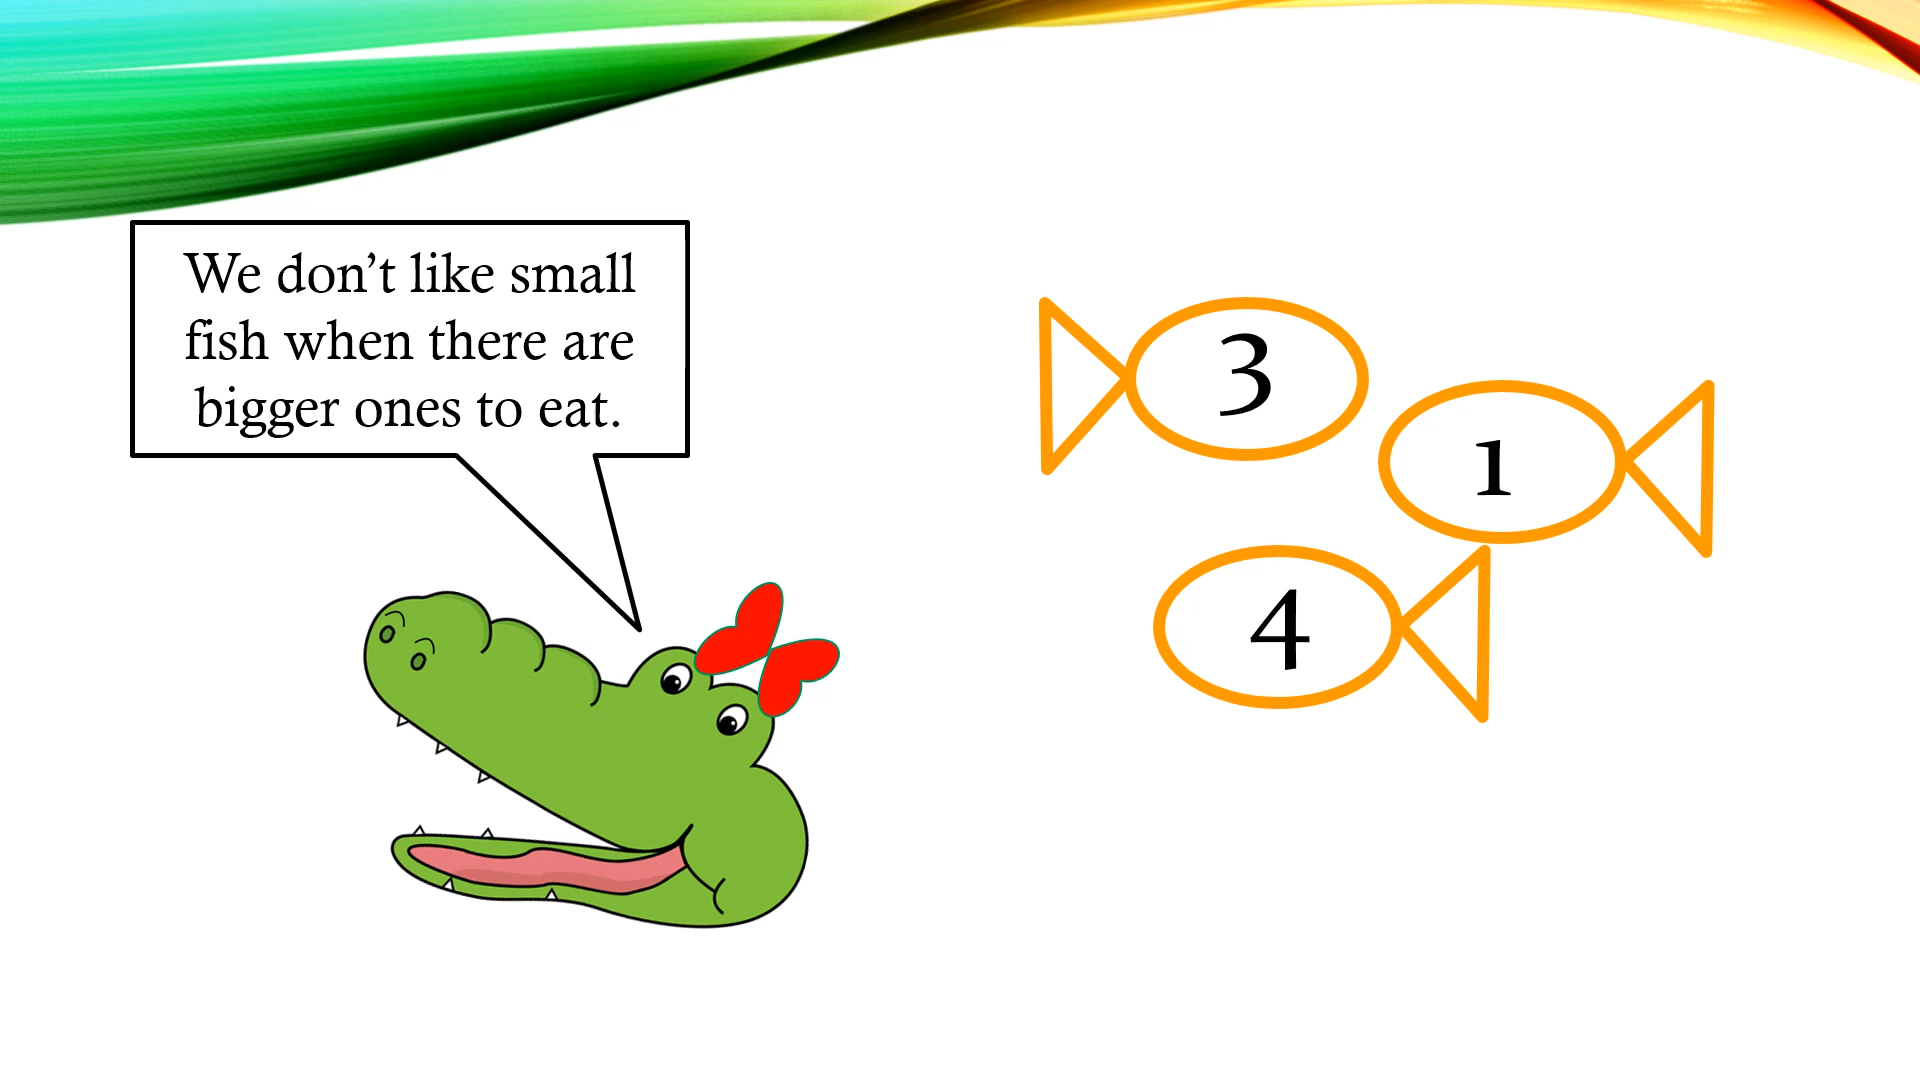 We don’t like small
fish when there are
bigger ones to eat.
3
1
4